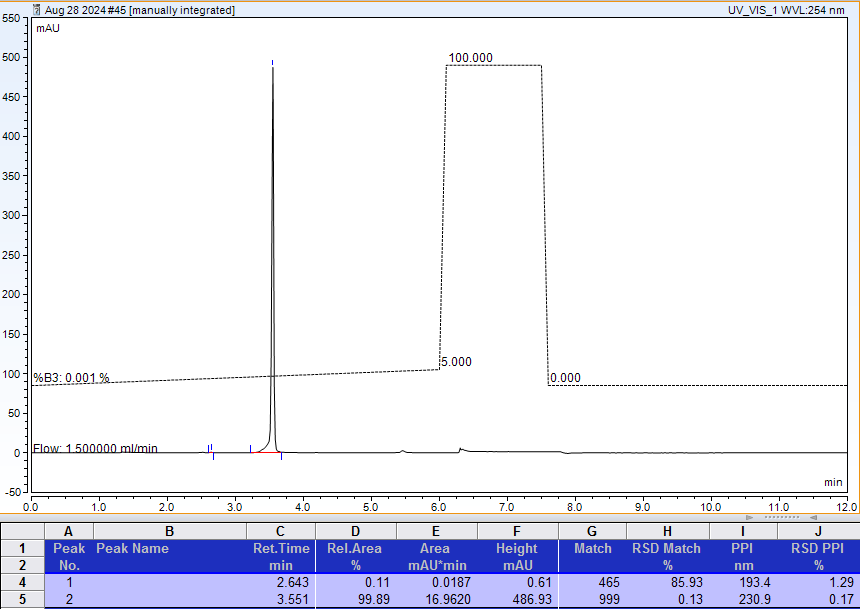 Aug 28 2024 #45 [manually integrated] UV_VIS_1 WVL:254 nm
550
mAU
500
100.000
450
400
350
300
250
200
150
5.000
100
%B3: 0.001 %
0.000
50
Flow: 1.500000 ml/min
0
min
-50
0.0 1.0 2.0 3.0 4.0 5.0 6.0 7.0 8.0 9.0 10.0 11.0 12.0
A B C D E F G H I J
1 Peak Peak Name Ret.Time Rel.Area Area Height Match RSD Match PPI RSD PPI
2 No. min % mAU*min mAU % nm %
4 1 2.643 0.11 0.0187 0.61 465 85.93 193.4 1.29
5 2 3.551 99.89 16.9620 486.93 999 0.13 230.9 0.17